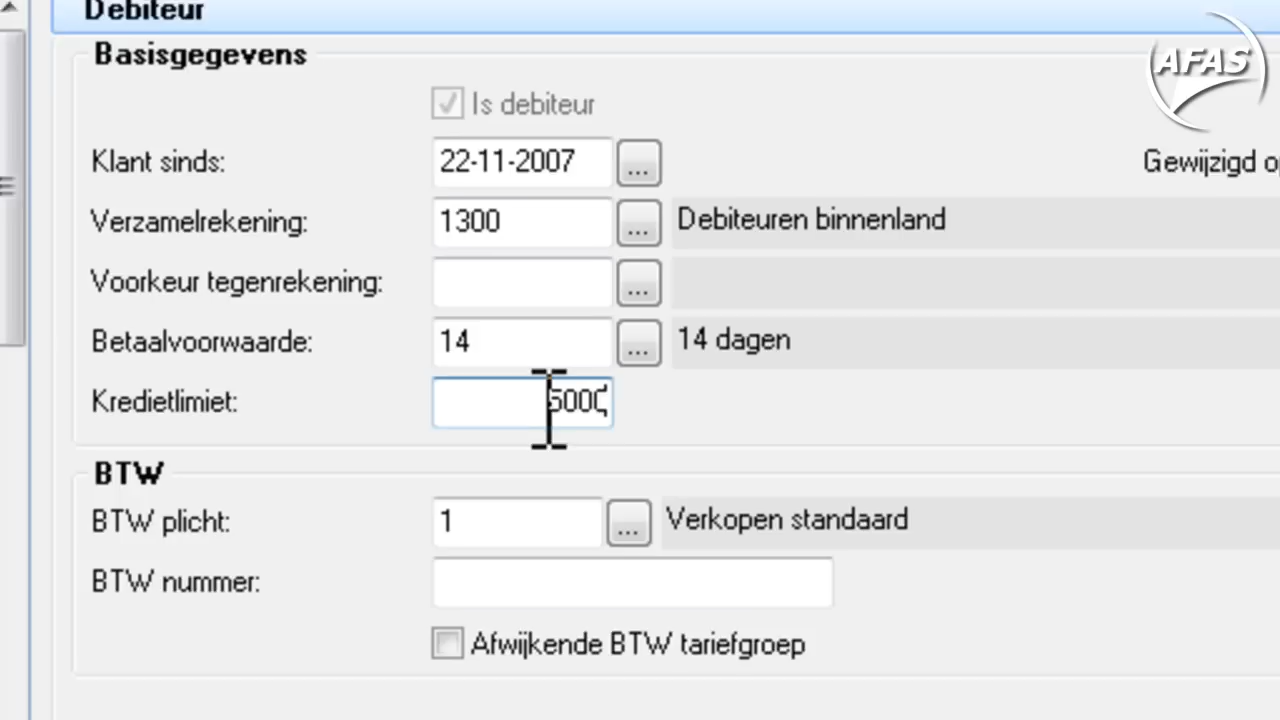 Debiteur
Basisgegevens
AFAS
Is debiteur
Klant sinds: 22-11-2007 ... Gewijzigd
Verzamelrekening: 1300 ... Debiteuren binnenland
Voorkeur tegenrekening: ...
Betaalvoorwaarde: 14 ... 14 dagen
Kredietlimiet: 5000
BTW
BTW plicht: 1 ... Verkopen standaard
BTW nummer:
Afwijkende BTW tariefgroep